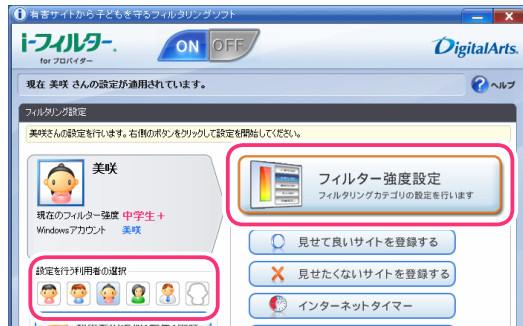 有害サイトから子どもを守るフィルタリングソフト
i-フィルター.
for プロバイダー
ON OFF
DigitalArts.
現在 美咲 さんの設定が適用されています。
ヘルプ
フィルタリング設定
美咲さんの設定を行います。右側のボタンをクリックして設定を開始してください。
美咲
現在のフィルター強度 中学生+
Windowsアカウント 美咲
設定を行う利用者の選択
フィルター強度設定
フィルタリングカテゴリの設定を行います
見せて良いサイトを登録する
見せたくないサイトを登録する
インターネットタイマー